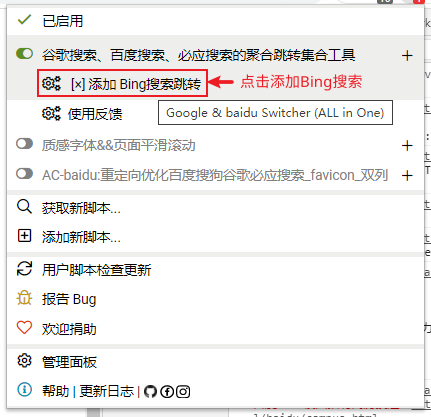 已启用
谷歌搜索、百度搜索、必应搜索的聚合跳转集合工具
[×] 添加 Bing搜索跳转
点击添加Bing搜索
使用反馈
Google & baidu Switcher (ALL in One)
质感字体&&页面平滑滚动
AC-baidu:重定向优化百度搜狗谷歌必应搜索_favicon_双列
获取新脚本...
添加新脚本...
用户脚本检查更新
报告 Bug
欢迎捐助
管理面板
帮助 | 更新日志 |